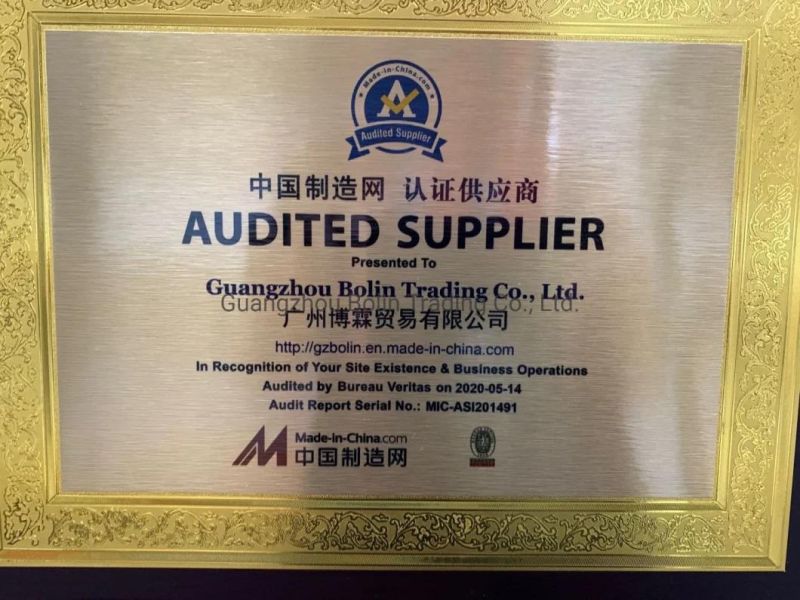 Made-in-China.com
A
Audited Supplier
中国制造网 认证供应商
AUDITED SUPPLIER
Presented To
Guangzhou Bolin Trading Co., Ltd.
Guangzhou Bolin Trading Co., Ltd.
广州博霖贸易有限公司
http://gzbolin.en.made-in-china.com
In Recognition of Your Site Existence & Business Operations
Audited by Bureau Veritas on 2020-05-14
Audit Report Serial No.: MIC-ASI201491
Made-in-China.com
中国制造网